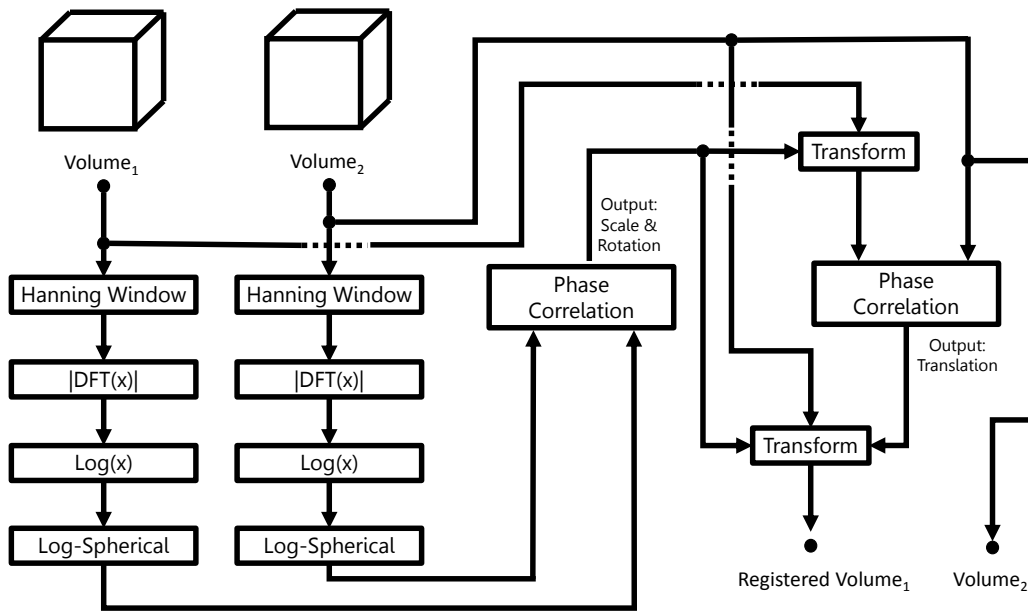 Volume₁
Volume₂
Hanning Window
|DFT(x)|
Log(x)
Log-Spherical
Hanning Window
|DFT(x)|
Log(x)
Log-Spherical
Output:
Scale &
Rotation
Phase
Correlation
Transform
Phase
Correlation
Output:
Translation
Transform
Registered Volume₁
Volume₂